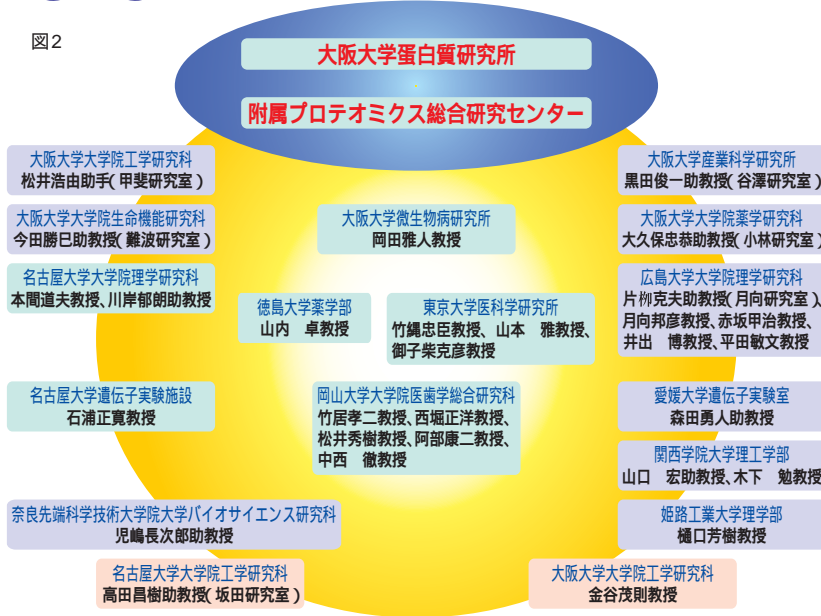 図2
大阪大学蛋白質研究所
附属プロテオミクス総合研究センター
大阪大学大学院工学研究科
松井浩由助手(甲斐研究室)
大阪大学産業科学研究所
黒田俊一助教授(谷澤研究室)
大阪大学大学院生命機能研究科
今田勝巳助教授(難波研究室)
大阪大学微生物病研究所
岡田雅人教授
大阪大学大学院薬学研究科
大久保忠恭助教授(小林研究室)
名古屋大学大学院理学研究科
本間道夫教授、川岸郁朗助教授
徳島大学薬学部
山内 卓教授
東京大学医科学研究所
竹縄忠臣教授、山本 雅教授、
御子柴克彦教授
広島大学大学院理学研究科
片栁克夫助教授(月向研究室)、
月向邦彦教授、赤坂甲治教授、
井出 博教授、平田敏文教授
名古屋大学遺伝子実験施設
石浦正寛教授
岡山大学大学院医歯学総合研究科
竹居孝二教授、西堀正洋教授、
松井秀樹教授、阿部康二教授、
中西 徹教授
愛媛大学遺伝子実験室
森田勇人助教授
関西学院大学理工学部
山口 宏助教授、木下 勉教授
奈良先端科学技術大学院大学バイオサイエンス研究科
児嶋長次郎助教授
姫路工業大学理学部
樋口芳樹教授
名古屋大学大学院工学研究科
高田昌樹助教授(坂田研究室)
大阪大学大学院工学研究科
金谷茂則教授